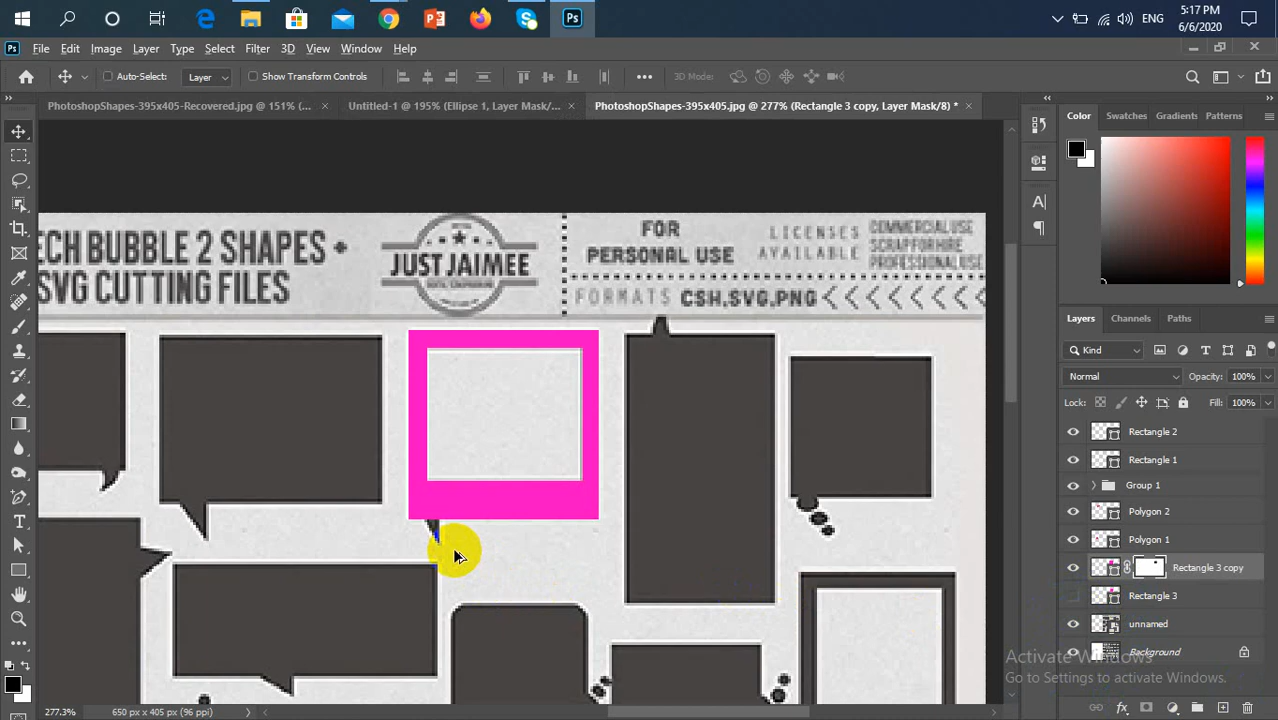 5:17 PM
ENG
6/6/2020
Ps
Ps File Edit Image Layer Type Select Filter 3D View Window Help
Auto-Select: Layer Show Transform Controls 3D Mode:
PhotoshopShapes-395x405-Recovered.jpg @ 151% (... × Untitled-1 @ 195% (Ellipse 1, Layer Mask/... × PhotoshopShapes-395x405.jpg @ 277% (Rectangle 3 copy, Layer Mask/8) * ×
Color Swatches Gradients Patterns
ECH BUBBLE 2 SHAPES +
SVG CUTTING FILES
JUST JAIMEE
DIGITAL SCRAPBOOKING
FOR
PERSONAL USE
LICENSES
AVAILABLE
COMMERCIAL USE
SCRAP FOR HIRE
PROFESSIONAL USE
FORMATS CSH.SVG.PNG
Layers Channels Paths
Kind
Normal Opacity: 100%
Lock: Fill: 100%
Rectangle 2
Rectangle 1
Group 1
Polygon 2
Polygon 1
Rectangle 3 copy
Rectangle 3
unnamed
Background
Activate Windows
Go to Settings to activate Windows.
277.3% 650 px x 405 px (96 ppi)